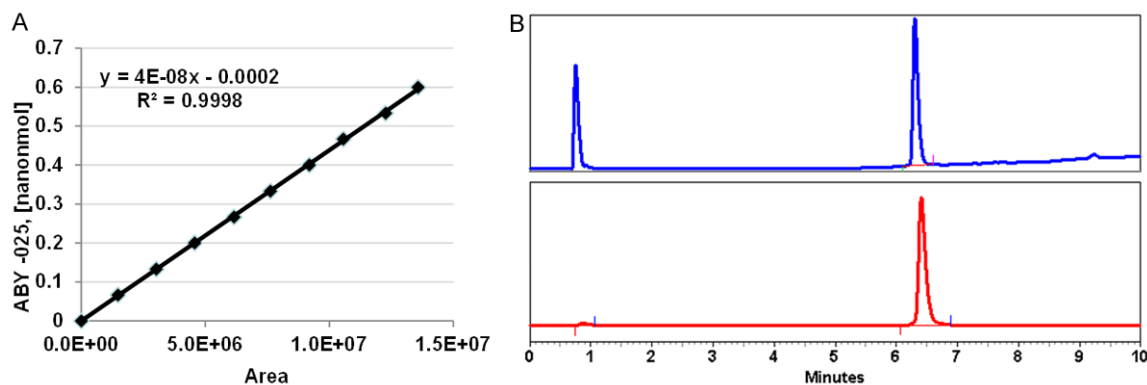 A
ABY -025, [nanonmol]
0.7
0.6
0.5
0.4
0.3
0.2
0.1
0
y = 4E-08x - 0.0002
R² = 0.9998
0.0E+00 5.0E+06 1.0E+07 1.5E+07
Area
B
0 1 2 3 4 5 6 7 8 9 10
Minutes